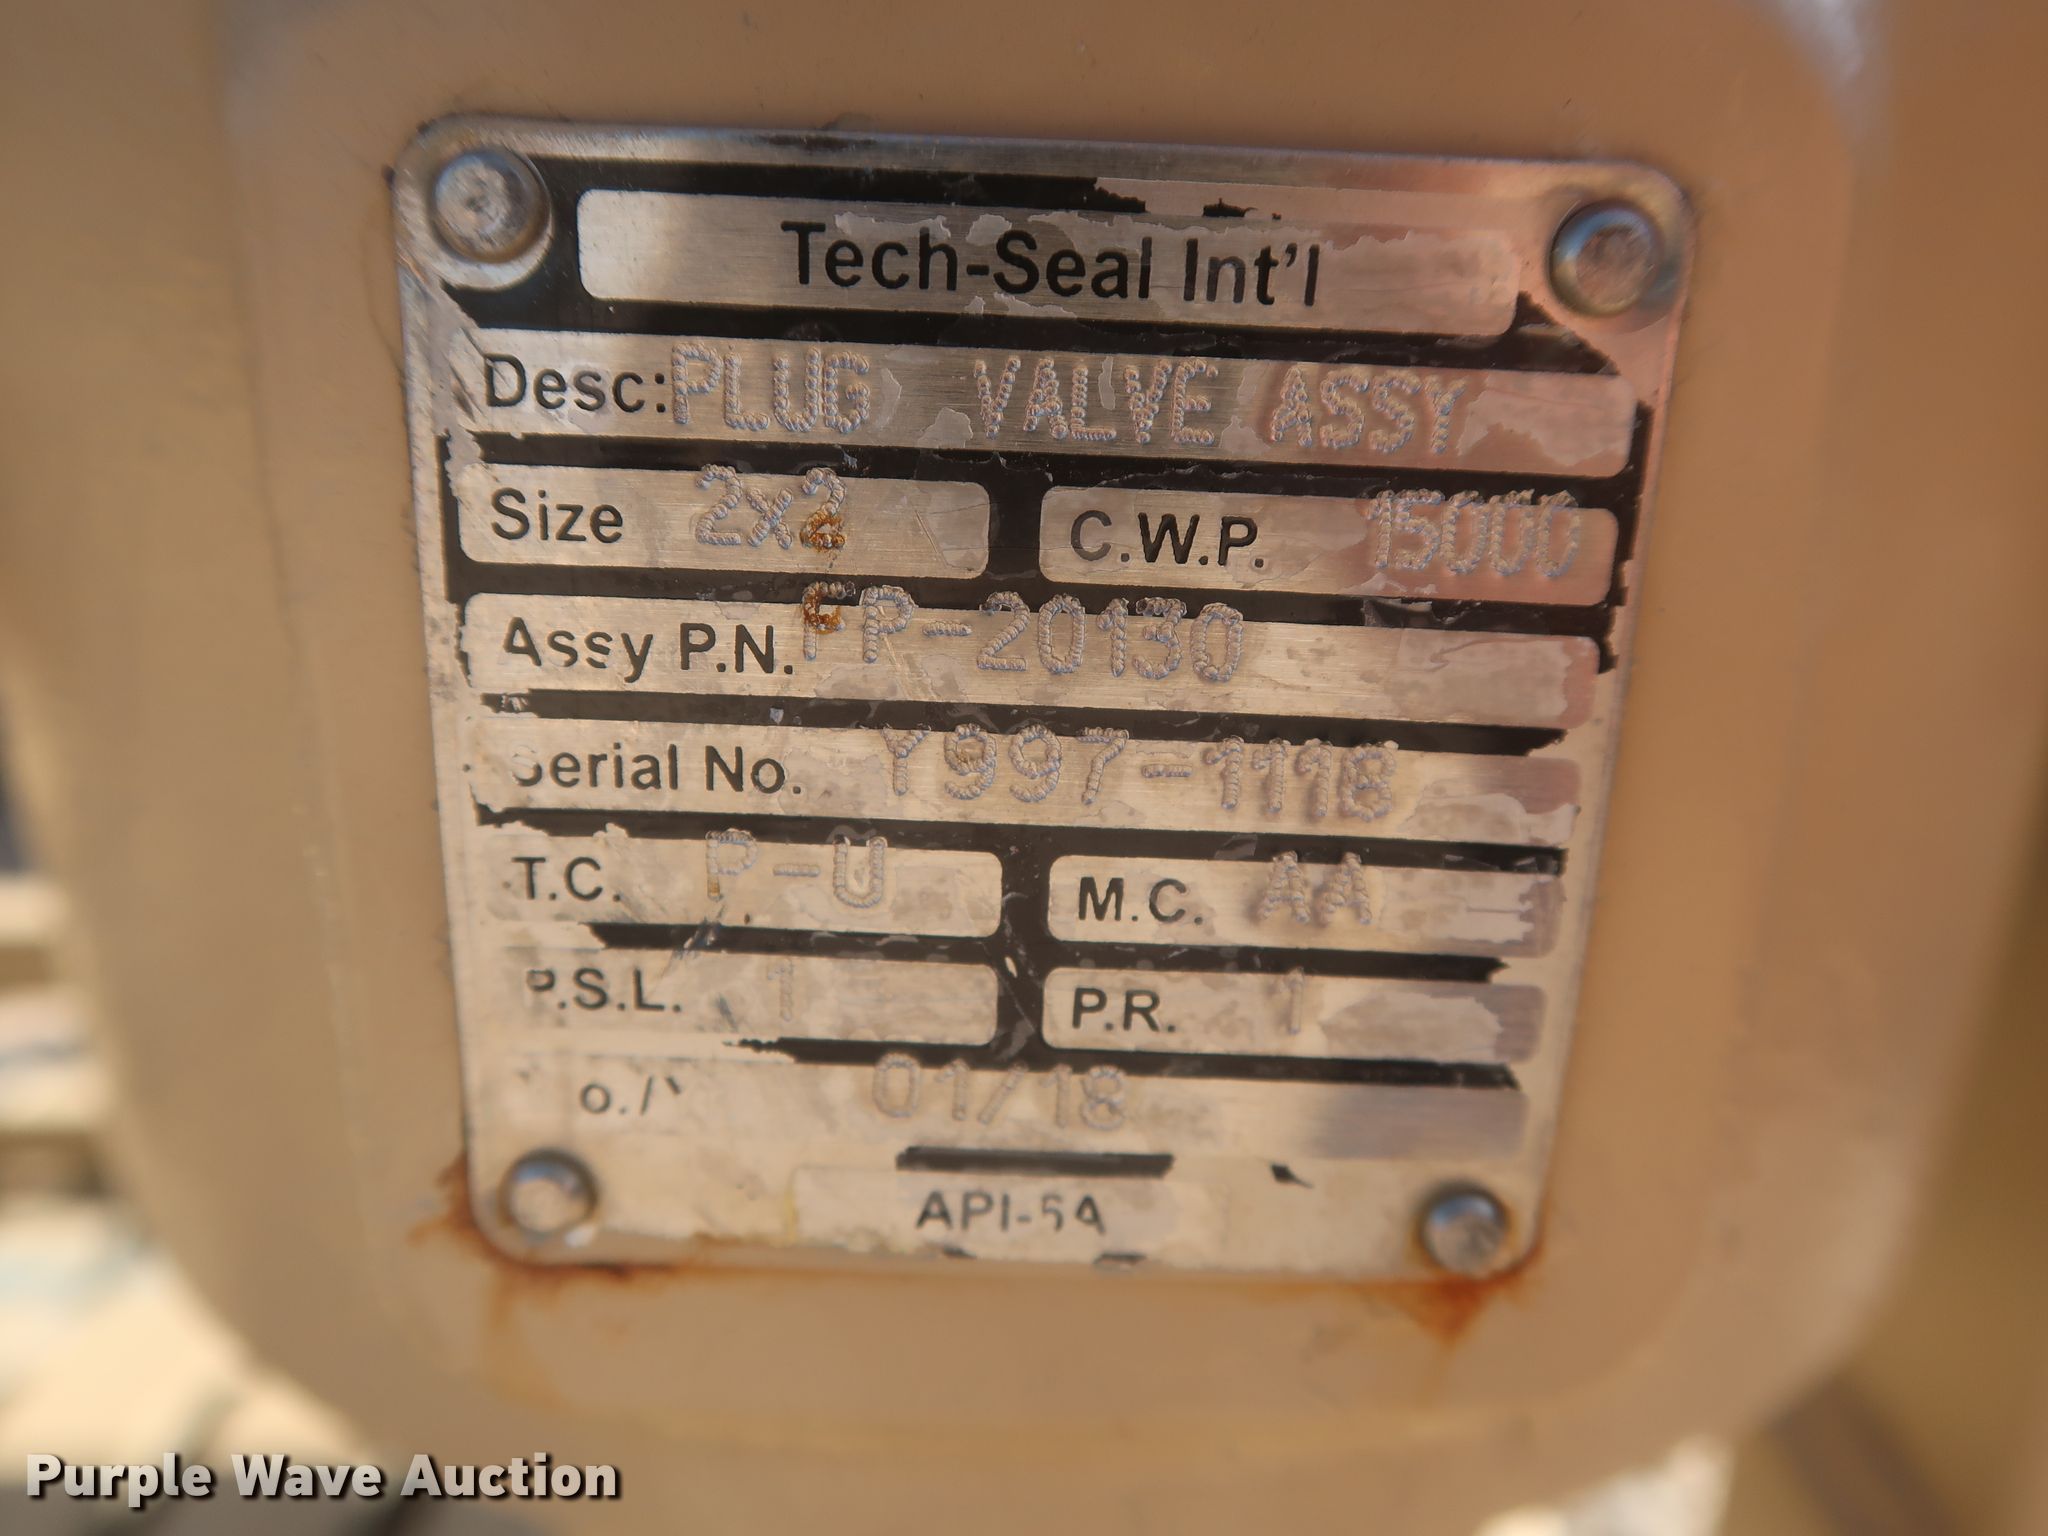 Tech-Seal Int'l
Desc: PLUG VALVE ASSY
Size 2x2 C.W.P. 15000
Assy P.N. FP-20130
Serial No. Y997-111B
T.C. P-U M.C. AA
P.S.L. 1 P.R. 1
o./ 01/18
API-6A
Purple Wave Auction